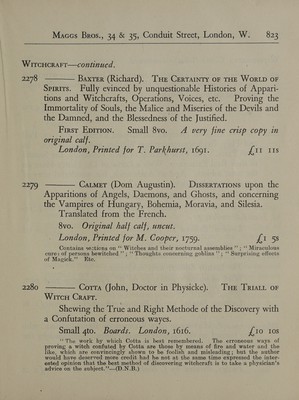 MAGGS BROS., 34 & 35, Conduit Street, London, W. 823
WITCHCRAFT—continued.
2278 ——— BAXTER (Richard). THE CERTAINTY OF THE WORLD OF
SPIRITS. Fully evinced by unquestionable Histories of Appari-
tions and Witchcrafts, Operations, Voices, etc. Proving the
Immortality of Souls, the Malice and Miseries of the Devils and
the Damned, and the Blessedness of the Justified.
FIRST EDITION. Small 8vo. A very fine crisp copy in
original calf.
London, Printed for T. Parkhurst, 1691. £11 11s
2279 ——— CALMET (Dom Augustin). DISSERTATIONS upon the
Apparitions of Angels, Daemons, and Ghosts, and concerning
the Vampires of Hungary, Bohemia, Moravia, and Silesia.
Translated from the French.
8vo. Original half calf, uncut.
London, Printed for M. Cooper, 1759. £1 5s
Contains sections on "Witches and their nocturnal assemblies"; "Miraculous
cure: of persons bewitched"; "Thoughts concerning goblins"; "Surprising effects
of Magick." Etc.
2280 ——— COTTA (John, Doctor in Physicke). THE TRIALL OF
WITCH CRAFT.
Shewing the True and Right Methode of the Discovery with
a Confutation of erroneous ways.
Small 4to. Boards. London, 1616. £10 10s
"The work by which Cotta is best remembered. The erroneous ways of
proving a witch confuted by Cotta are those by means of fire and water and the
like, which are convincingly shown to be foolish and misleading; but the author
would have deserved more credit had he not at the same time expressed the inter-
ested opinion that the best method of discovering witchcraft is to take a physician's
advice on the subject."—(D.N.B.)